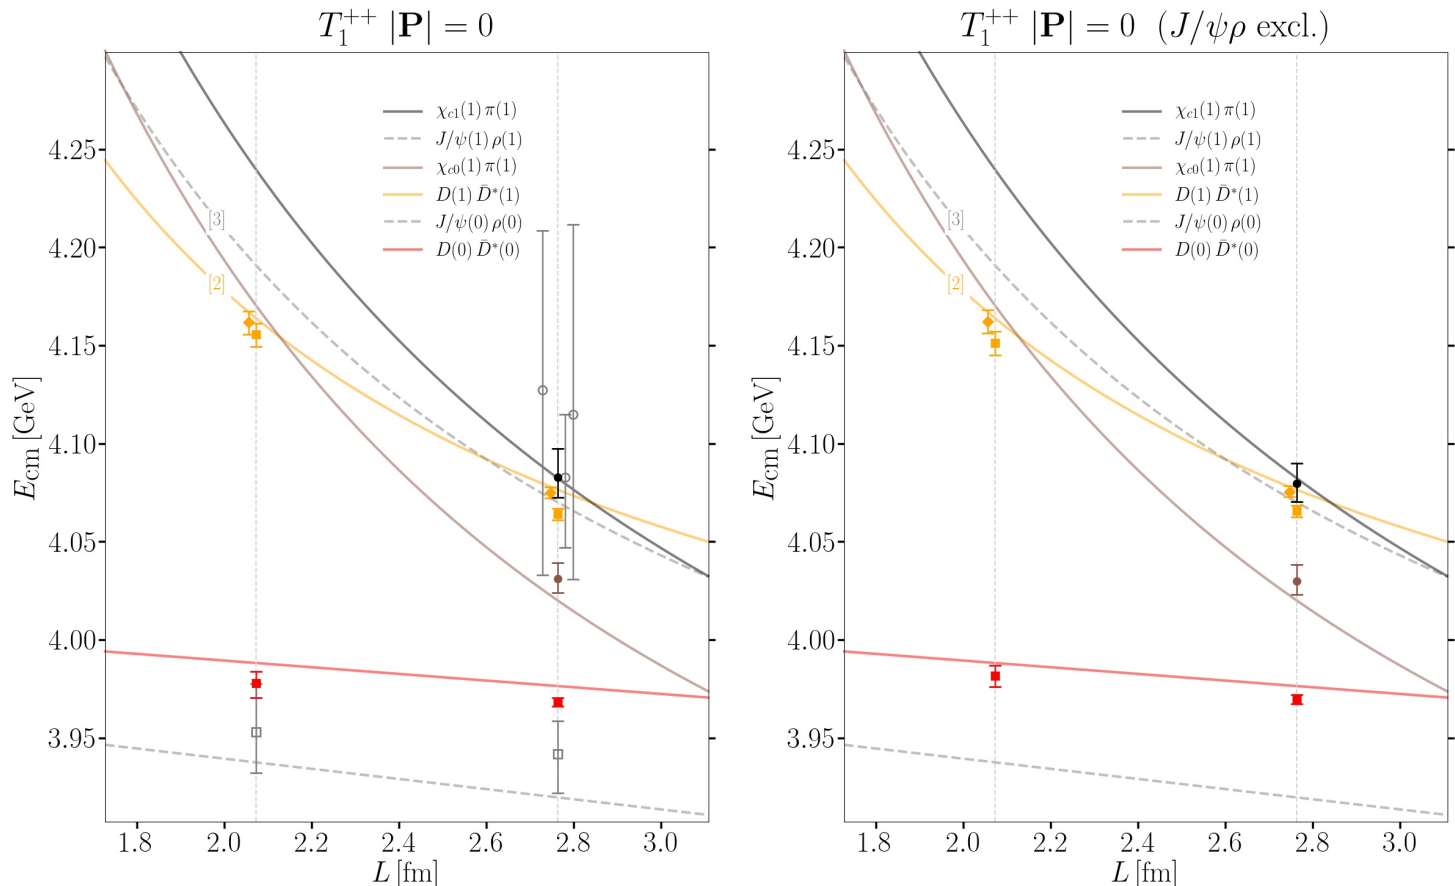 T₁⁺⁺ |P| = 0
χc1(1) π(1)
J/ψ(1) ρ(1)
χc0(1) π(1)
D(1) D̄*(1)
J/ψ(0) ρ(0)
D(0) D̄*(0)
[3]
[2]
4.25
4.20
4.15
4.10
4.05
4.00
3.95
Ecm [GeV]
1.8 2.0 2.2 2.4 2.6 2.8 3.0
L [fm]
T₁⁺⁺ |P| = 0 (J/ψρ excl.)
χc1(1) π(1)
J/ψ(1) ρ(1)
χc0(1) π(1)
D(1) D̄*(1)
J/ψ(0) ρ(0)
D(0) D̄*(0)
[3]
[2]
4.25
4.20
4.15
4.10
4.05
4.00
3.95
Ecm [GeV]
1.8 2.0 2.2 2.4 2.6 2.8 3.0
L [fm]